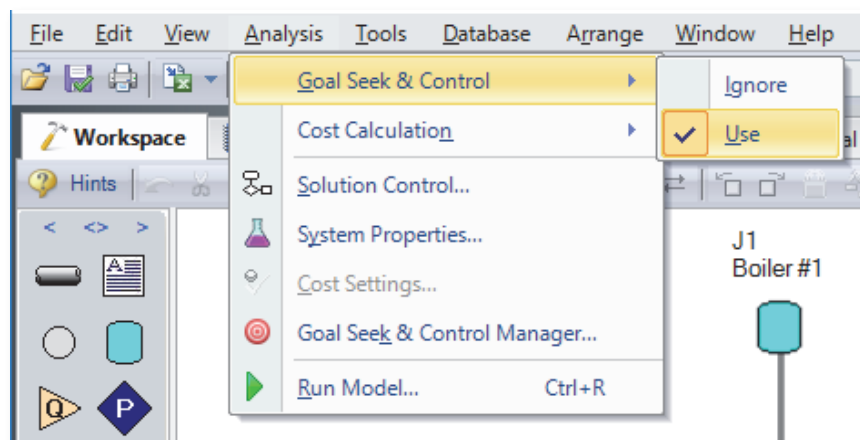 File Edit View Analysis Tools Database Arrange Window Help
Goal Seek & Control
Ignore
Workspace
Cost Calculation
Use
al
Hints
Solution Control...
< <> >
System Properties...
J1
Boiler #1
A
Cost Settings...
Goal Seek & Control Manager...
Run Model... Ctrl+R
Q P